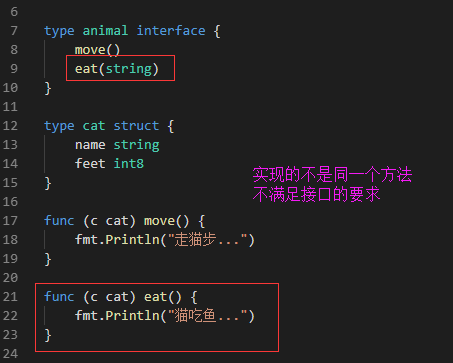 6
7 type animal interface {
8 move()
9 eat(string)
10 }
11
12 type cat struct {
13 name string
14 feet int8
15 }
16
实现的不是同一个方法
不满足接口的要求
17 func (c cat) move() {
18 fmt.Println("走猫步...")
19 }
20
21 func (c cat) eat() {
22 fmt.Println("猫吃鱼...")
23 }
24